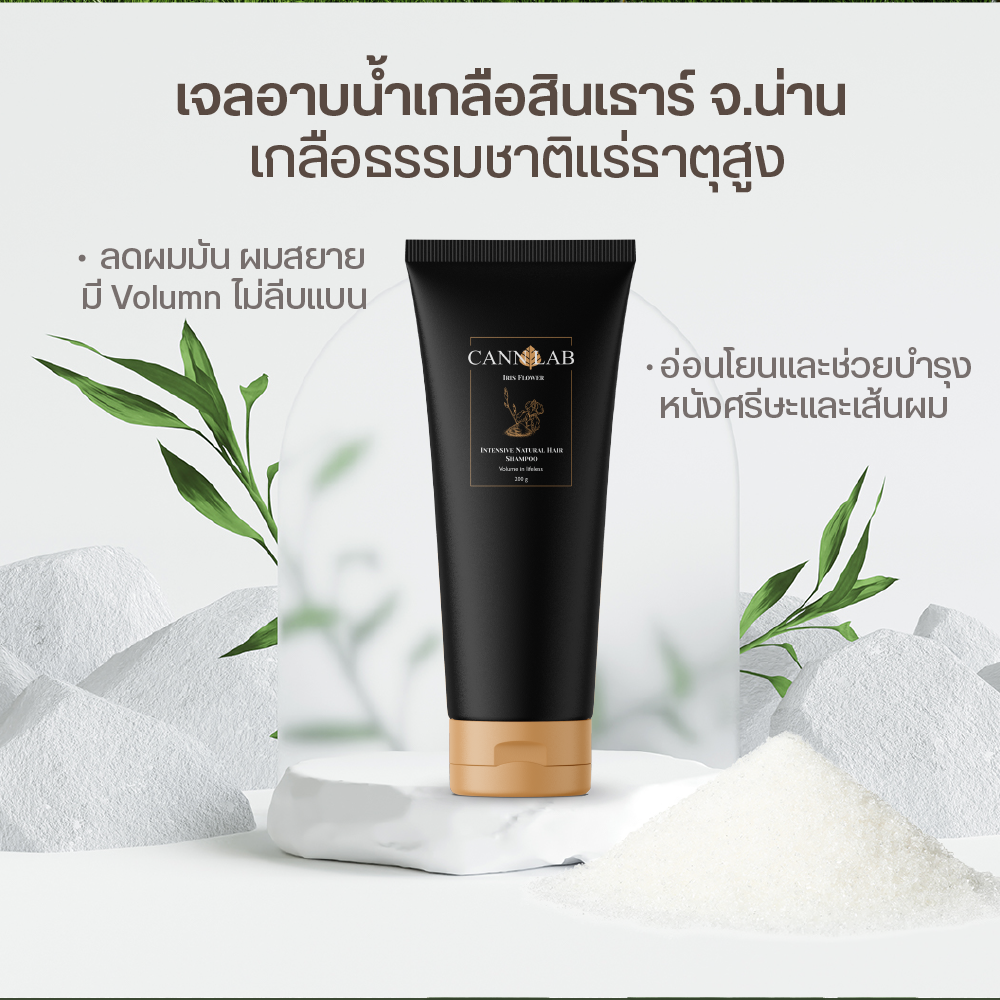 เจลอาบน้ำเกลือสินเธาร์ จ.น่าน
เกลือธรรมชาติแร่ธาตุสูง
• ลดผมมัน ผมสยาย
มี Volumn ไม่ลีบแบน
• อ่อนโยนและช่วยบำรุง
หนังศรีษะและเส้นผม
CANN LAB
IRIS FLOWER
INTENSIVE NATURAL HAIR
SHAMPOO
Volume in lifeless
200 g